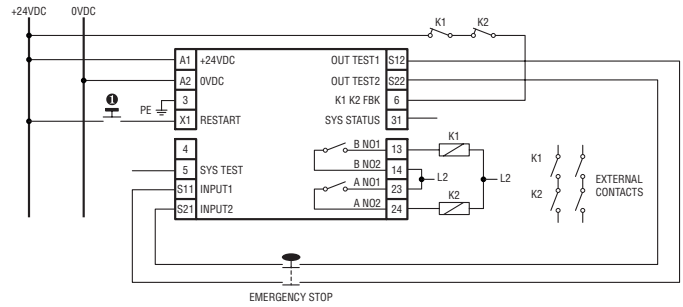 +24VDC 0VDC
K1 K2
A1 +24VDC OUT TEST1 S12
A2 0VDC OUT TEST2 S22
1
PE 3 K1 K2 FBK 6
X1 RESTART SYS STATUS 31
4 B NO1 13 K1
5 SYS TEST B NO2 14 L2 L2
S11 INPUT1 A NO1 23
S21 INPUT2 A NO2 24 K2
K1
K2
EXTERNAL
CONTACTS
EMERGENCY STOP